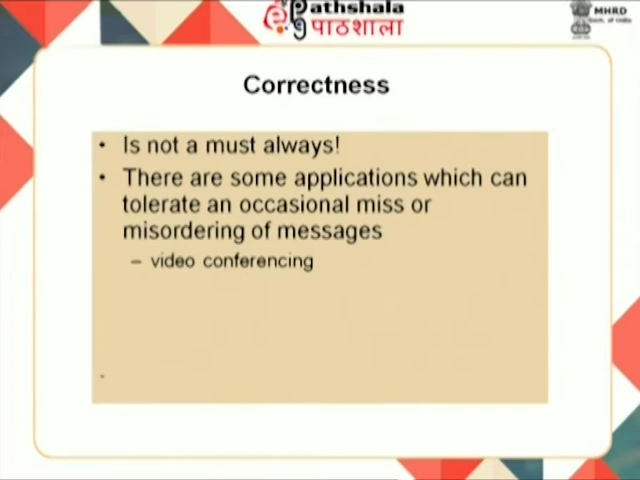 ePathshala
पाठशाला
MHRD
Govt. of India
Correctness
• Is not a must always!
• There are some applications which can
tolerate an occasional miss or
misordering of messages
– video conferencing